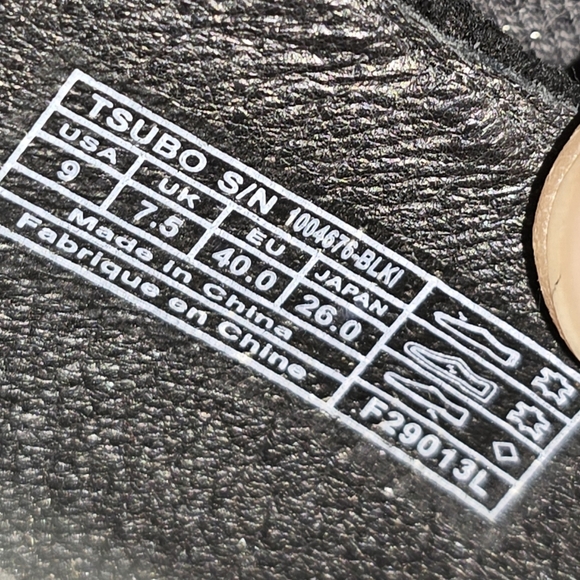 TSUBO S/N 1004676-BLKI
USA UK EU JAPAN
9 7.5 40.0 26.0
Made in China
Fabrique en Chine
F29013L